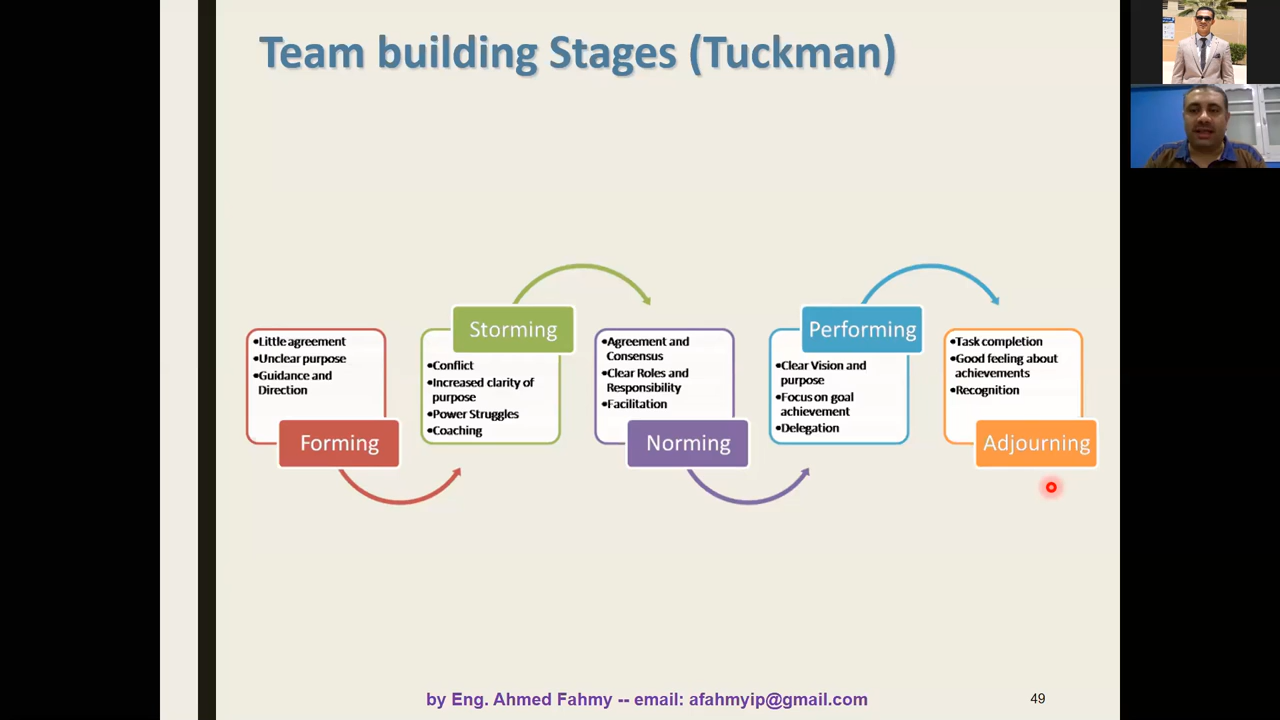 Team building Stages (Tuckman)
•Little agreement
•Unclear purpose
•Guidance and
Direction
Forming
Storming
•Conflict
•Increased clarity of
purpose
•Power Struggles
•Coaching
•Agreement and
Consensus
•Clear Roles and
Responsibility
•Facilitation
Norming
Performing
•Clear Vision and
purpose
•Focus on goal
achievement
•Delegation
•Task completion
•Good feeling about
achievements
•Recognition
Adjourning
by Eng. Ahmed Fahmy -- email: afahmyip@gmail.com
49